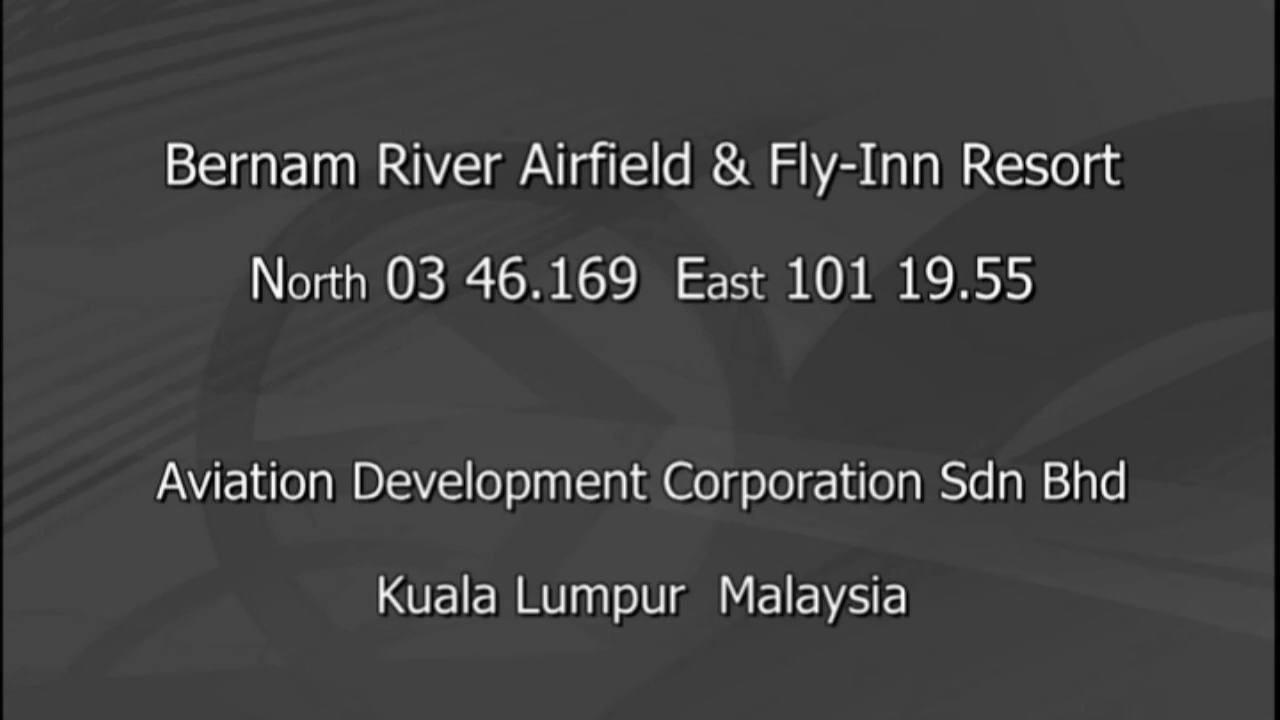 Bernam River Airfield & Fly-Inn Resort
North 03 46.169 East 101 19.55
Aviation Development Corporation Sdn Bhd
Kuala Lumpur Malaysia